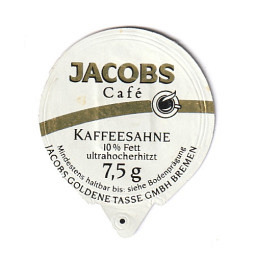 JACOBS
Café
KAFFEESAHNE
10% Fett
ultrahocherhitzt
7,5 g
Mindestens haltbar bis: siehe Bodenprägung
JACOBS, GOLDENE TASSE GMBH BREMEN